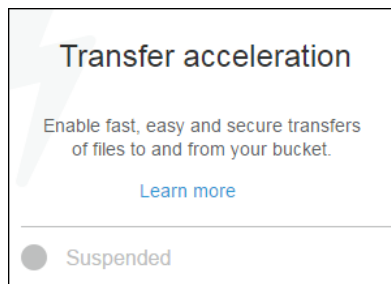 Transfer acceleration
Enable fast, easy and secure transfers
of files to and from your bucket.
Learn more
Suspended